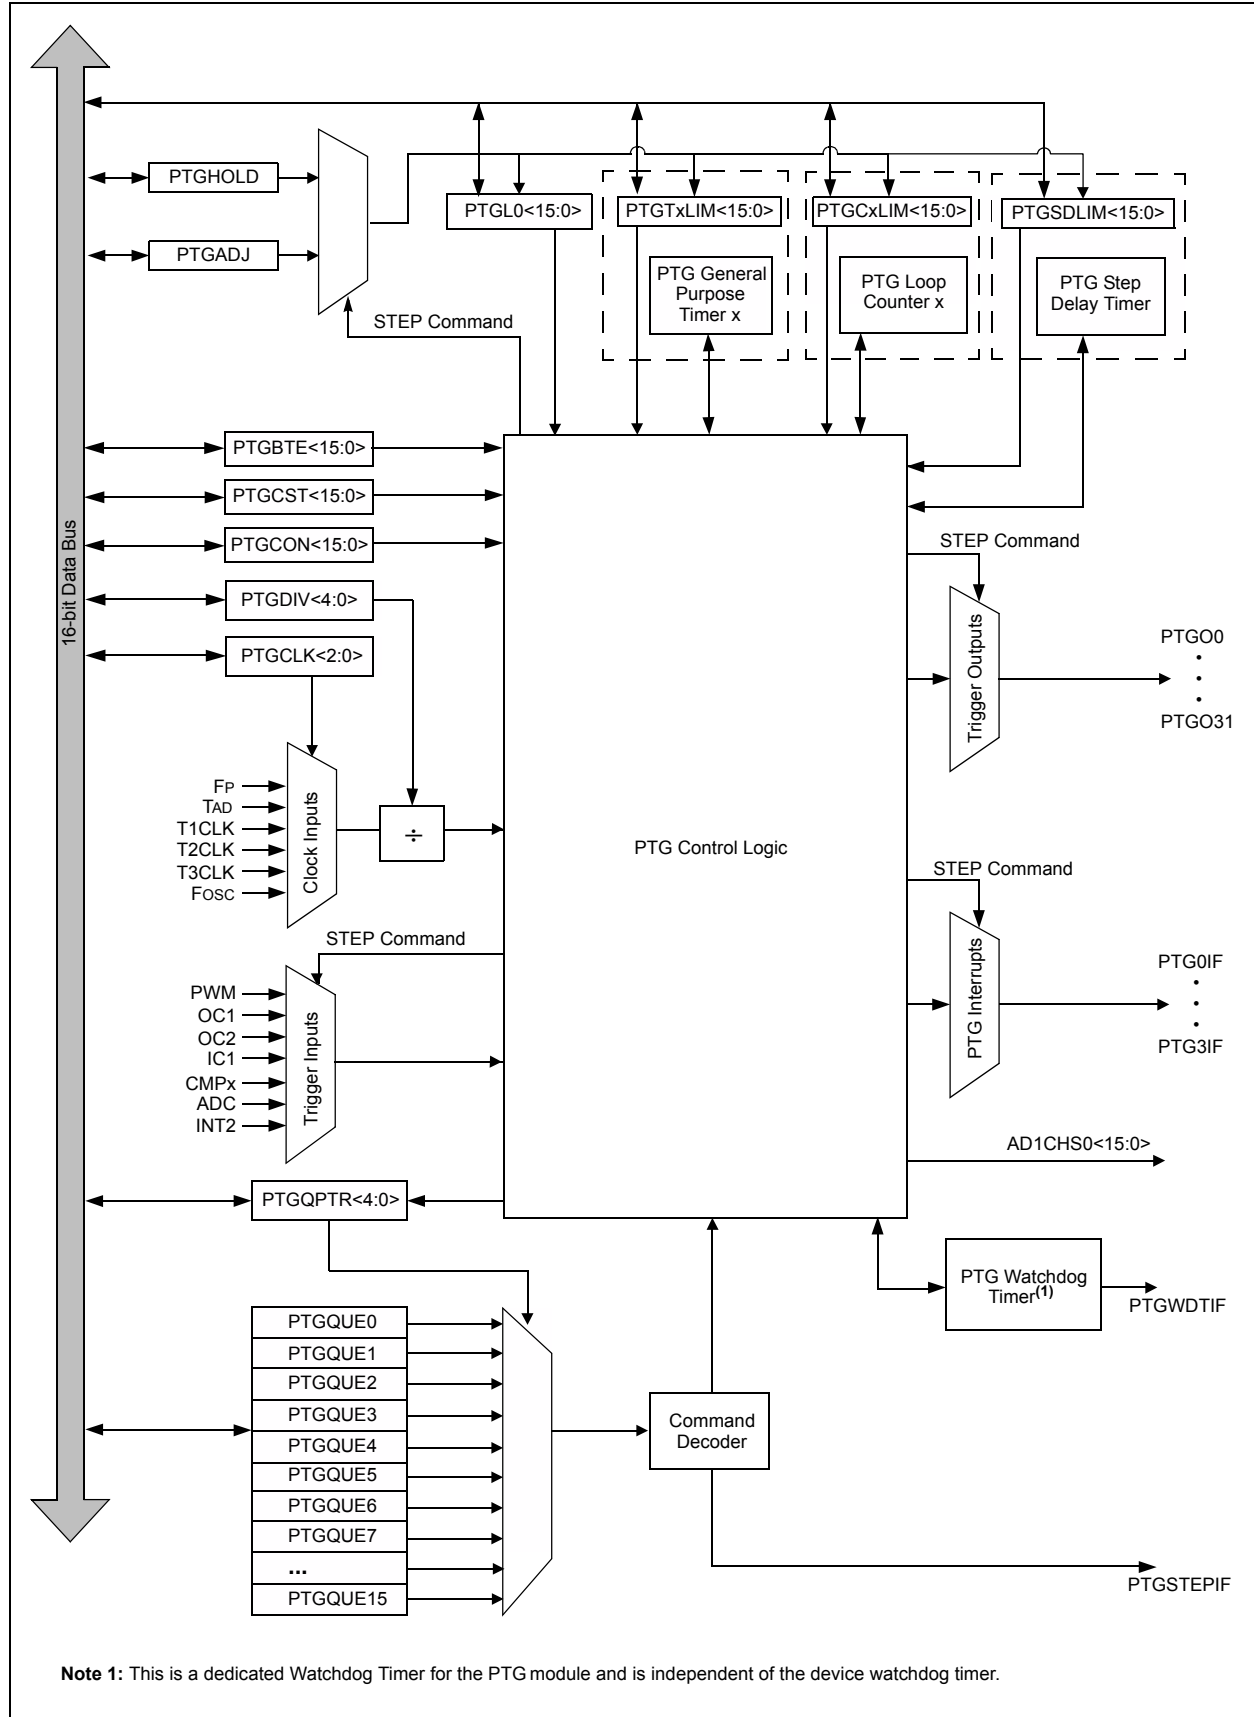 16-bit Data Bus
PTGHOLD
PTGADJ
PTGL0<15:0>
PTGTxLIM<15:0>
PTGCxLIM<15:0>
PTGSDLIM<15:0>
PTG General
Purpose
Timer x
PTG Loop
Counter x
PTG Step
Delay Timer
STEP Command
PTGBTE<15:0>
PTGCST<15:0>
PTGCON<15:0>
PTGDIV<4:0>
PTGCLK<2:0>
STEP Command
Trigger Outputs
PTGO0
•
•
•
PTGO31
FP
TAD
T1CLK
T2CLK
T3CLK
FOSC
Clock Inputs
÷
PTG Control Logic
STEP Command
PTG Interrupts
PTG0IF
•
•
•
PTG3IF
STEP Command
PWM
OC1
OC2
IC1
CMPx
ADC
INT2
Trigger Inputs
AD1CHS0<15:0>
PTGQPTR<4:0>
PTG Watchdog
Timer(1)
PTGWDTIF
PTGQUE0
PTGQUE1
PTGQUE2
PTGQUE3
PTGQUE4
PTGQUE5
PTGQUE6
PTGQUE7
...
PTGQUE15
Command
Decoder
PTGSTEPIF
Note 1: This is a dedicated Watchdog Timer for the PTG module and is independent of the device watchdog timer.